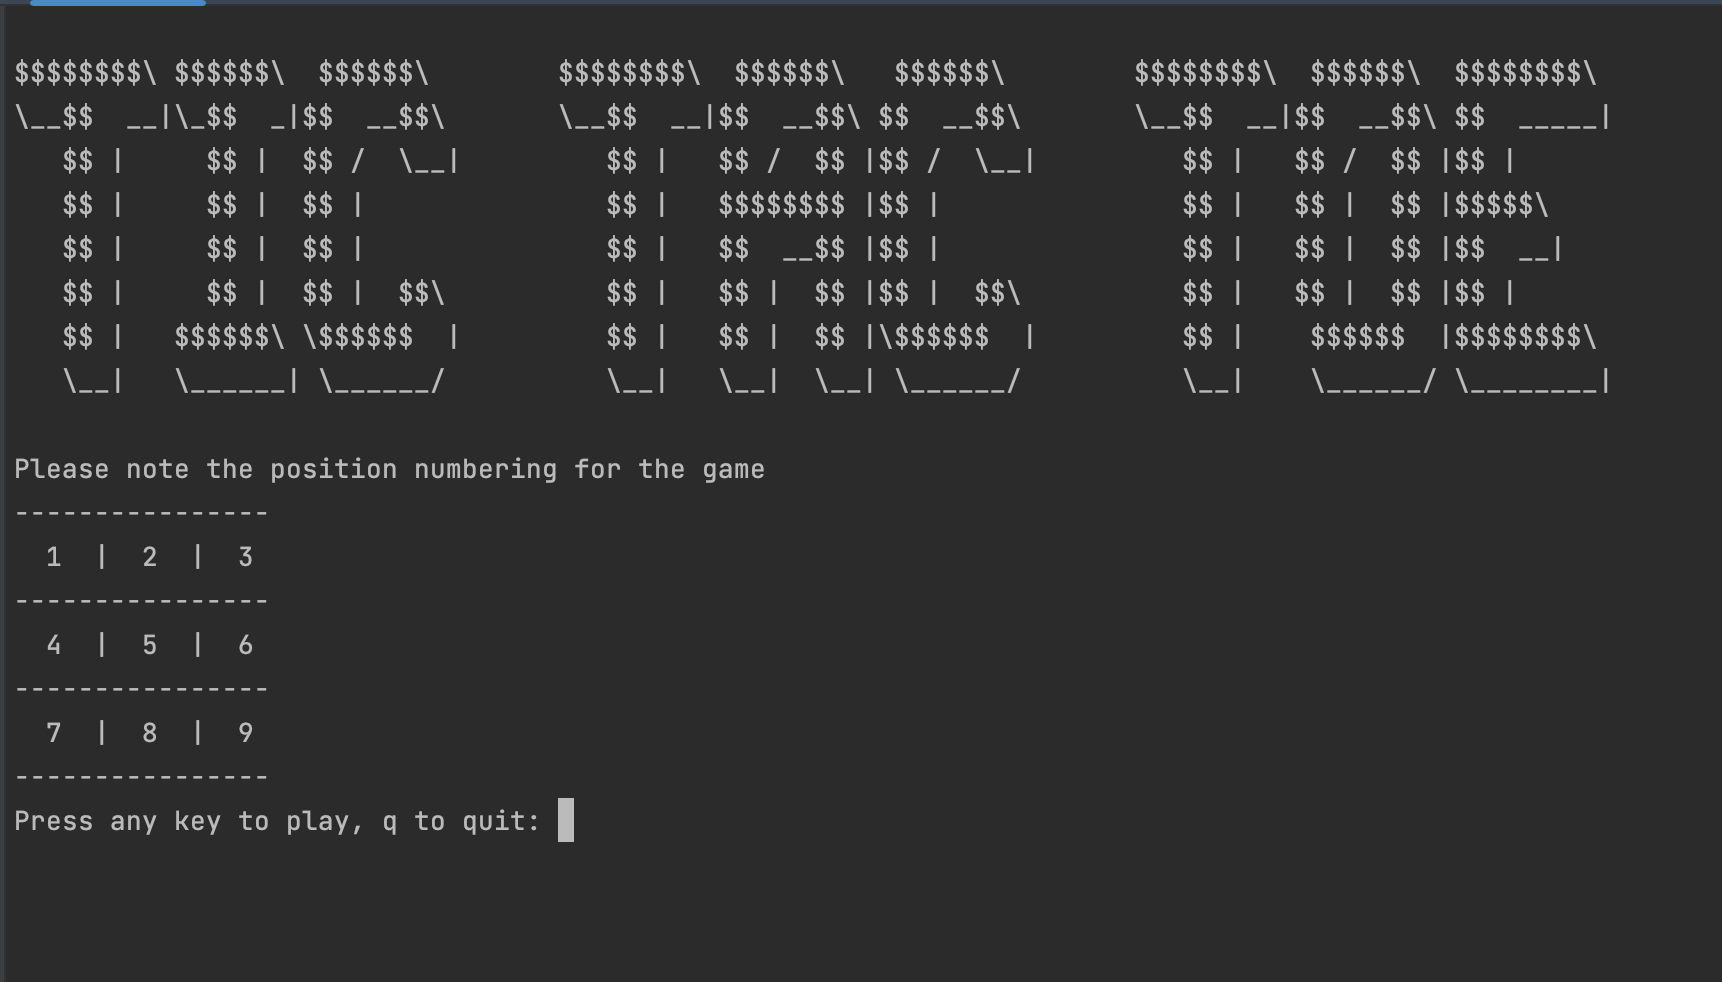 $$$$$$$$\ $$$$$$\  $$$$$$\        $$$$$$$$\  $$$$$$\   $$$$$$\        $$$$$$$$\  $$$$$$\  $$$$$$$$\
\__$$  __|\_$$  _|$$  __$$\       \__$$  __|$$  __$$\ $$  __$$\       \__$$  __|$$  __$$\ $$  _____|
   $$ |     $$ |  $$ /  \__|         $$ |   $$ /  $$ |$$ /  \__|         $$ |   $$ /  $$ |$$ |
   $$ |     $$ |  $$ |               $$ |   $$$$$$$$ |$$ |               $$ |   $$ |  $$ |$$$$$\
   $$ |     $$ |  $$ |               $$ |   $$  __$$ |$$ |               $$ |   $$ |  $$ |$$  __|
   $$ |     $$ |  $$ |  $$\          $$ |   $$ |  $$ |$$ |  $$\          $$ |   $$ |  $$ |$$ |
   $$ |   $$$$$$\ \$$$$$$  |         $$ |   $$ |  $$ |\$$$$$$  |         $$ |    $$$$$$  |$$$$$$$$\
   \__|   \______| \______/          \__|   \__|  \__| \______/          \__|    \______/ \________|
Please note the position numbering for the game
----------------
  1  |  2  |  3
----------------
  4  |  5  |  6
----------------
  7  |  8  |  9
----------------
Press any key to play, q to quit: